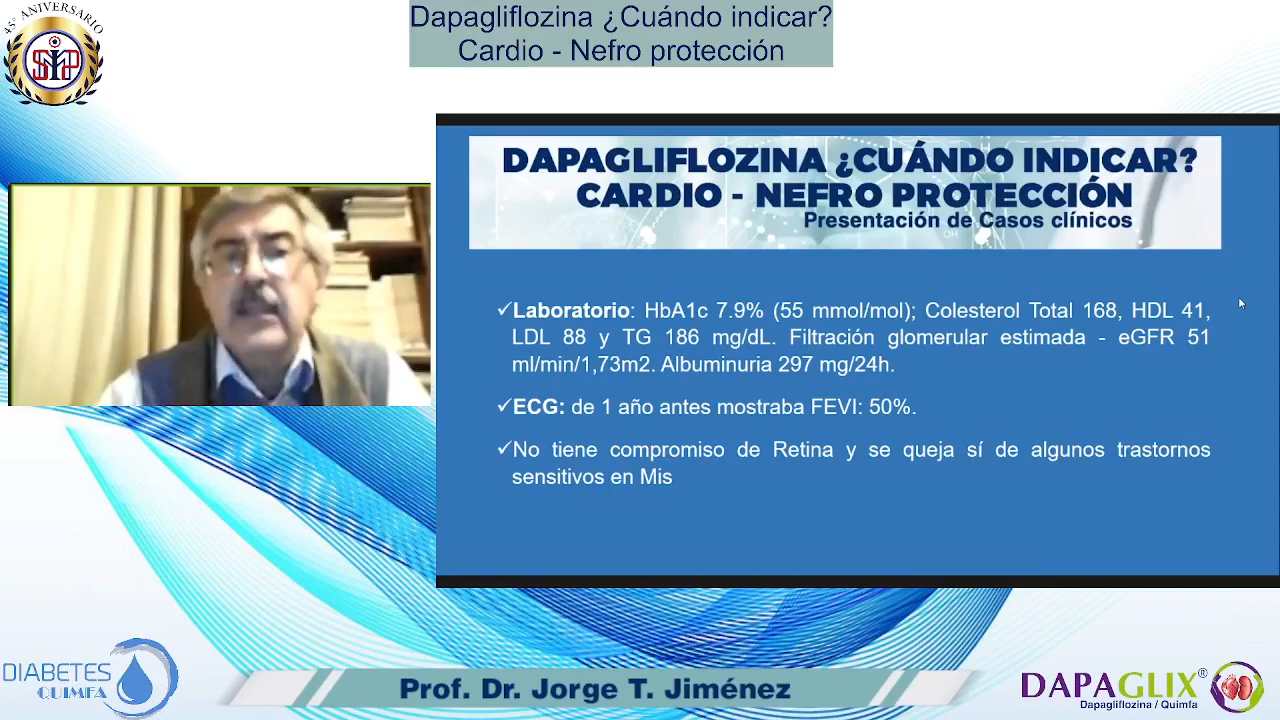 45° ANIVERSARIO
Dapagliflozina ¿Cuándo indicar?
Cardio - Nefro protección
DAPAGLIFLOZINA ¿CUÁNDO INDICAR?
CARDIO - NEFRO PROTECCIÓN
Presentación de Casos clínicos
✓Laboratorio: HbA1c 7.9% (55 mmol/mol); Colesterol Total 168, HDL 41,
LDL 88 y TG 186 mg/dL. Filtración glomerular estimada - eGFR 51
ml/min/1,73m2. Albuminuria 297 mg/24h.
✓ECG: de 1 año antes mostraba FEVI: 50%.
✓No tiene compromiso de Retina y se queja sí de algunos trastornos
sensitivos en Mis
DIABETES
QUIMFA
Prof. Dr. Jorge T. Jiménez
DAPAGLIX®
Dapagliflozina / Quimfa